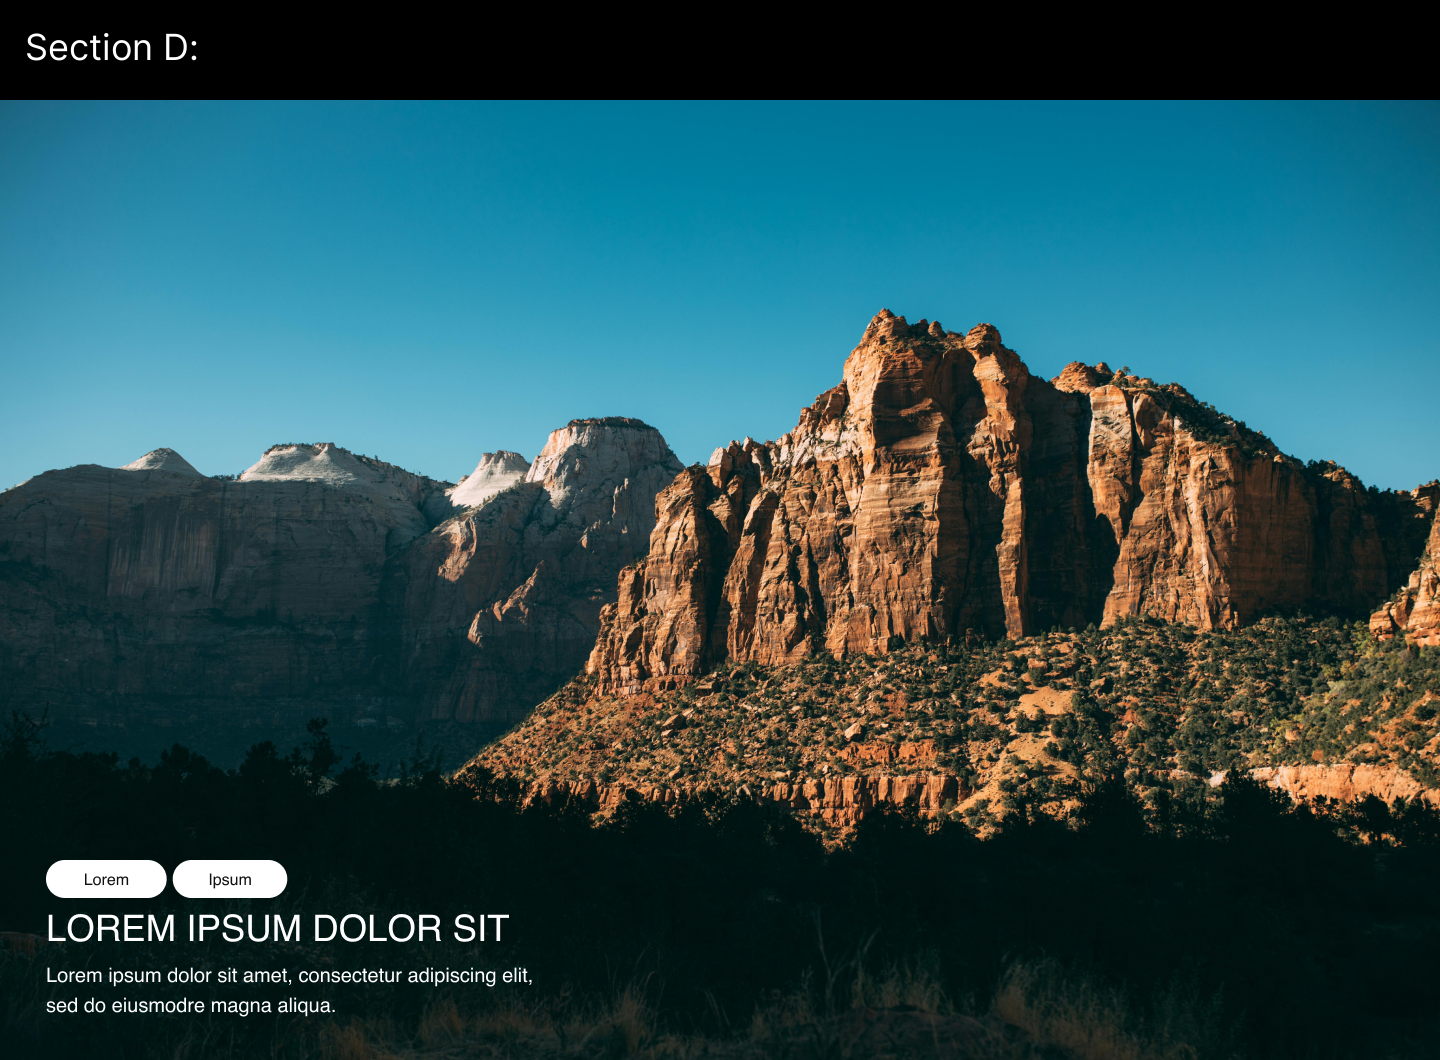 Section D:
Lorem
Ipsum
LOREM IPSUM DOLOR SIT
Lorem ipsum dolor sit amet, consectetur adipiscing elit,
sed do eiusmodre magna aliqua.